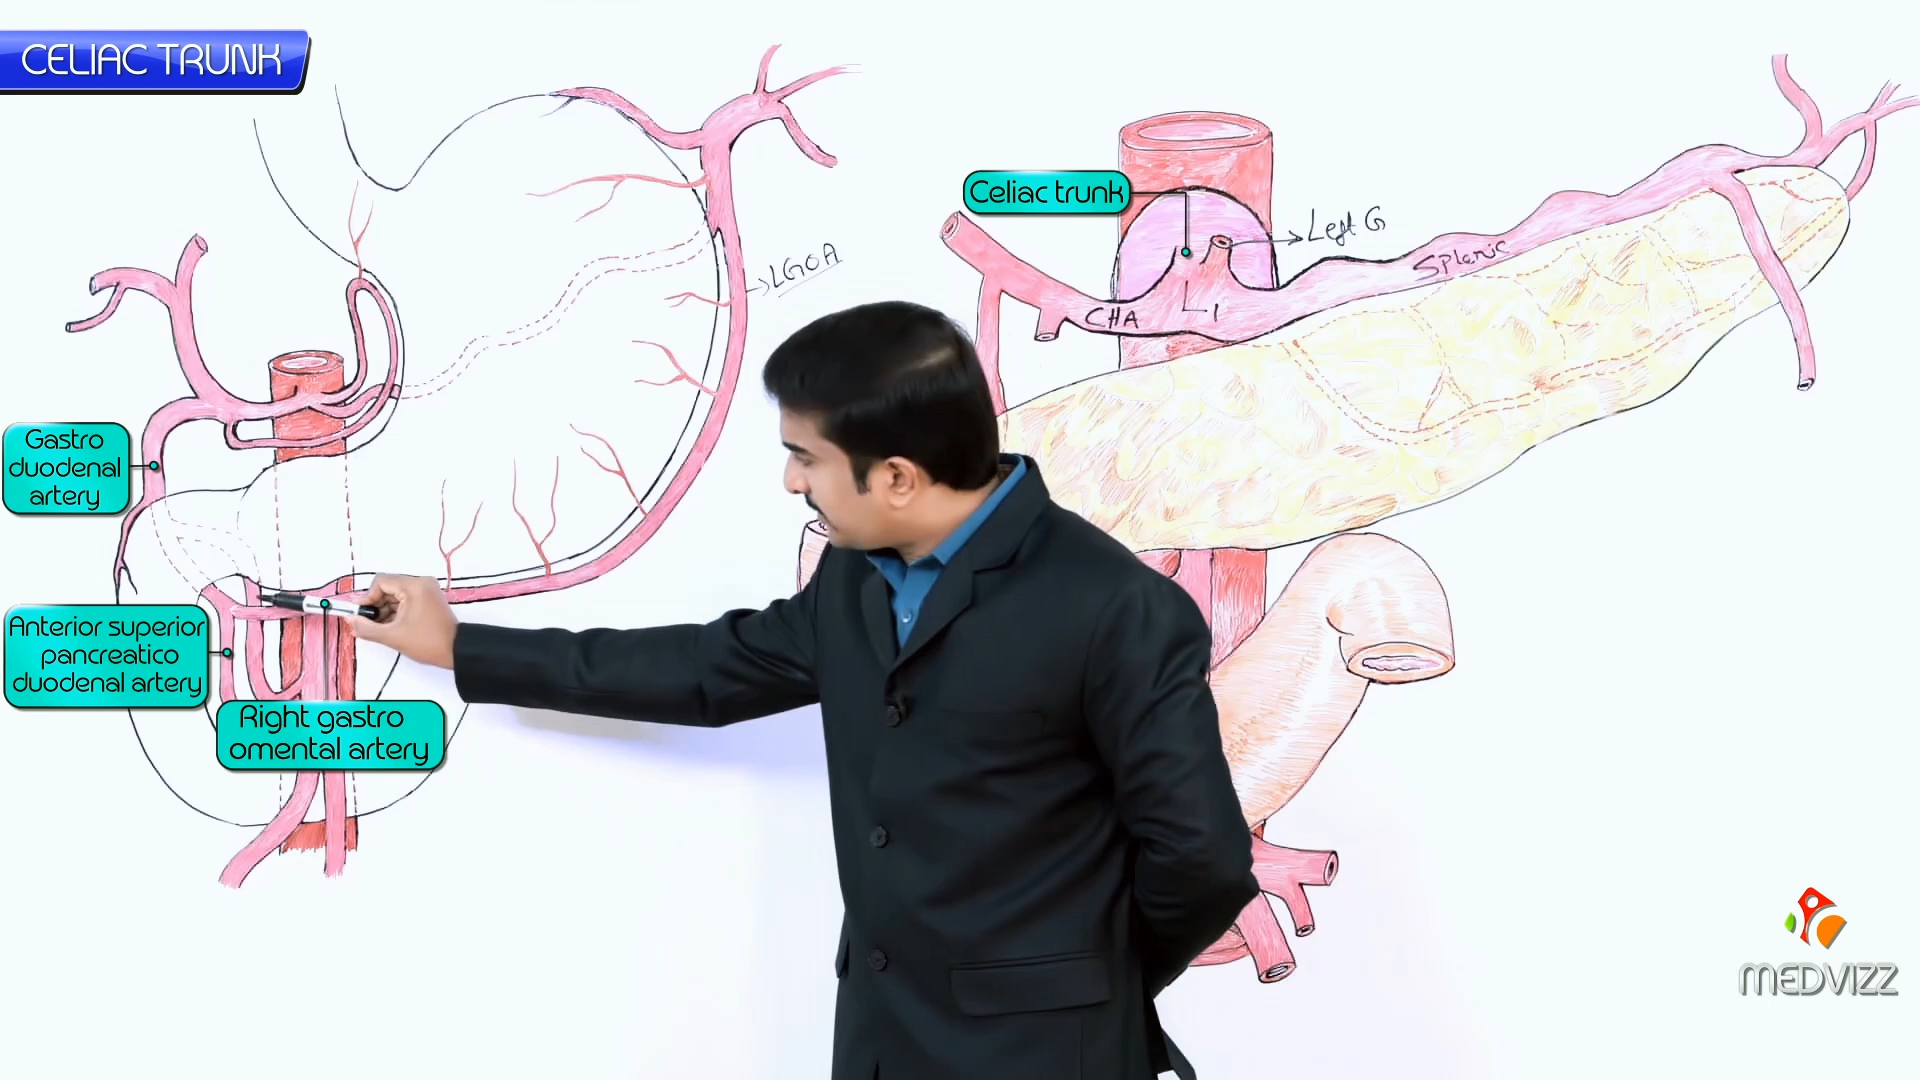 CELIAC TRUNK
Celiac trunk
Left G
Splenic
LGOA
CHA
L1
Gastro
duodenal
artery
Anterior superior
pancreatico
duodenal artery
Right gastro
omental artery
MEDVIZZ